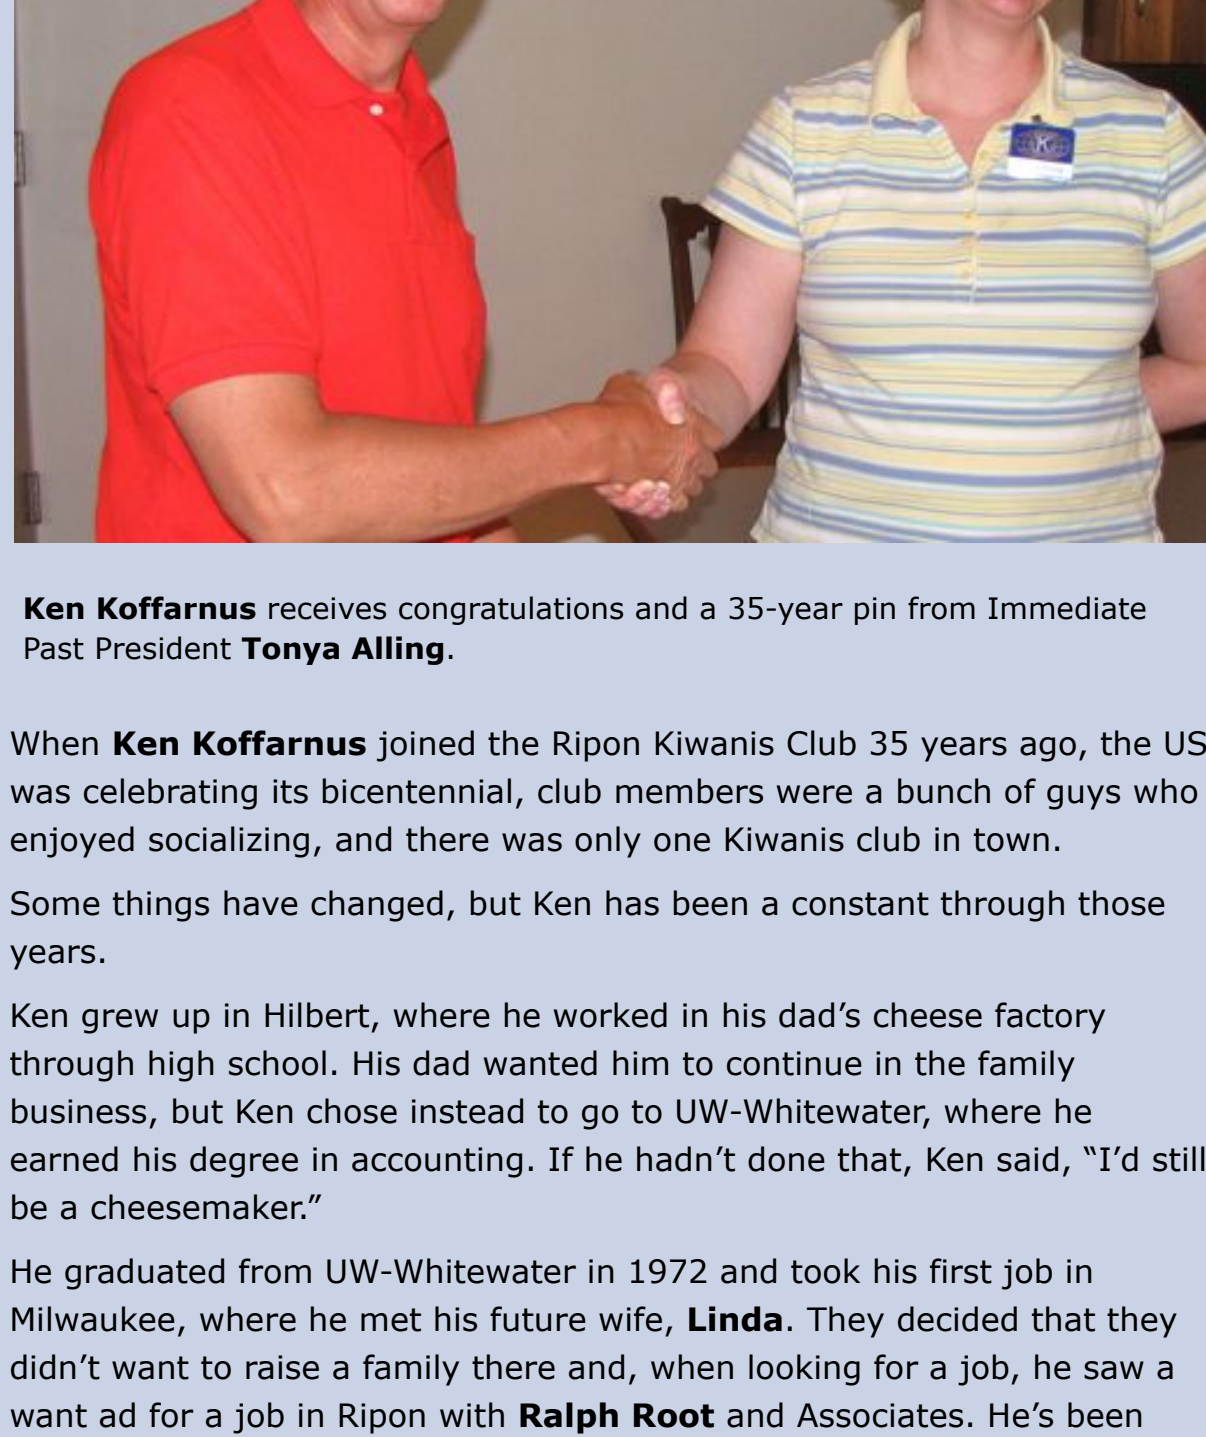 K
Ken Koffarnus receives congratulations and a 35-year pin from Immediate
Past President Tonya Alling.
When Ken Koffarnus joined the Ripon Kiwanis Club 35 years ago, the US
was celebrating its bicentennial, club members were a bunch of guys who
enjoyed socializing, and there was only one Kiwanis club in town.
Some things have changed, but Ken has been a constant through those
years.
Ken grew up in Hilbert, where he worked in his dad’s cheese factory
through high school. His dad wanted him to continue in the family
business, but Ken chose instead to go to UW-Whitewater, where he
earned his degree in accounting. If he hadn’t done that, Ken said, “I’d still
be a cheesemaker.”
He graduated from UW-Whitewater in 1972 and took his first job in
Milwaukee, where he met his future wife, Linda. They decided that they
didn’t want to raise a family there and, when looking for a job, he saw a
want ad for a job in Ripon with Ralph Root and Associates. He’s been